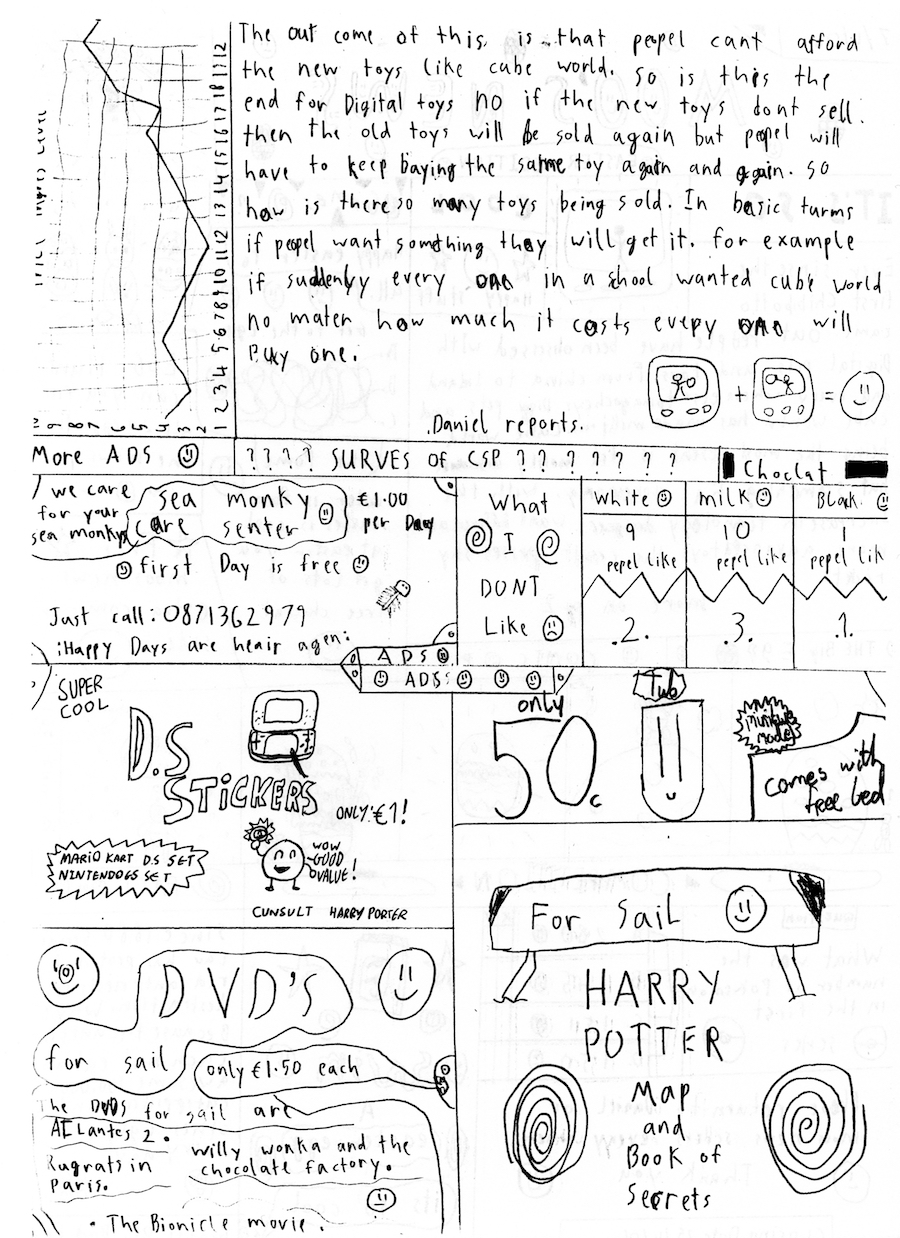 The out come of this, is that pepel cant afford
the new toys like cube world. so is this the
end for Digital toys NO if the new toys dont sell.
then the old toys will be sold again but pepel will
have to keep baying the same toy again and again. so
how is there so many toys being sold. In basic turms
if pepel want something thay will get it. for example
if suddenly every one in a school wanted cube world
no mater how much it costs every one will
Buy one.
.Daniel reports.
+ =
1 2 3 4 5 6 7 8 9 10 11 12 13 14 15 16 17 18 11 12
1 2 3 4 5 6 7 8 9
More ADS
? ? ? ? SURVES of CSP ? ? ? ? ? ? ?
Choclat
we care
for your
sea monkys
sea monky
care senter
€1.00
per Day
first Day is free
Just call: 0871362979
:Happy Days are heair agen:
What
I
DONT
Like
white
milk
Blak.
9
pepel like
10
pepel like
1
pepel lik
.2.
.3.
.1.
ADS
ADS
SUPER
COOL
D.S
STiCKERS
ONLY: €1!
MARIO KART D.S SET
NINTENDOGS SET
WOW
GOOD
VALUE!
CUNSULT HARRY PORTER
only
50c
Tub
comes with
free bed
For Sail
HARRY
POTTER
Map
and
Book of
Secrets
DVD'S
for sail
only €1.50 each
The DVDS for sail are
AtLantes 2.
Rugrats in
Paris.
willy wonka and the
chocolate factory.
• The Bionicle movie.